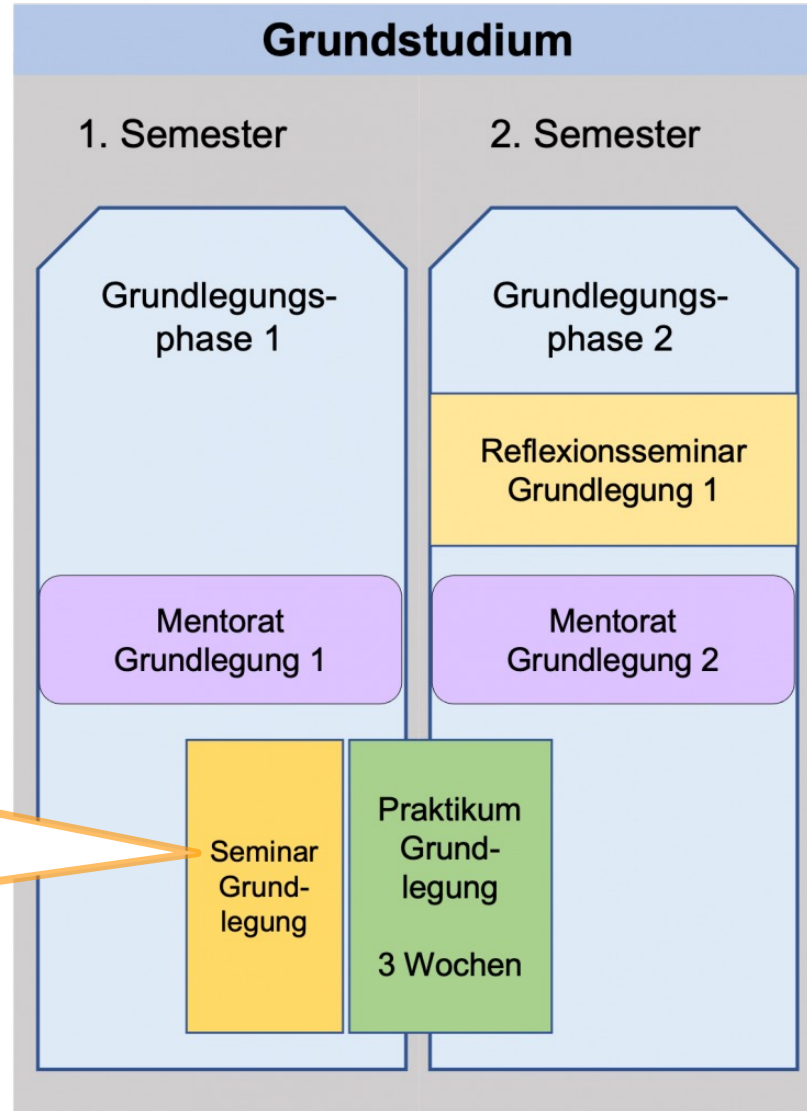 Grundstudium
1. Semester
2. Semester
Grundlegungs-
phase 1
Grundlegungs-
phase 2
Reflexionsseminar
Grundlegung 1
Mentorat
Grundlegung 1
Mentorat
Grundlegung 2
Seminar
Grund-
legung
Praktikum
Grund-
legung
3 Wochen